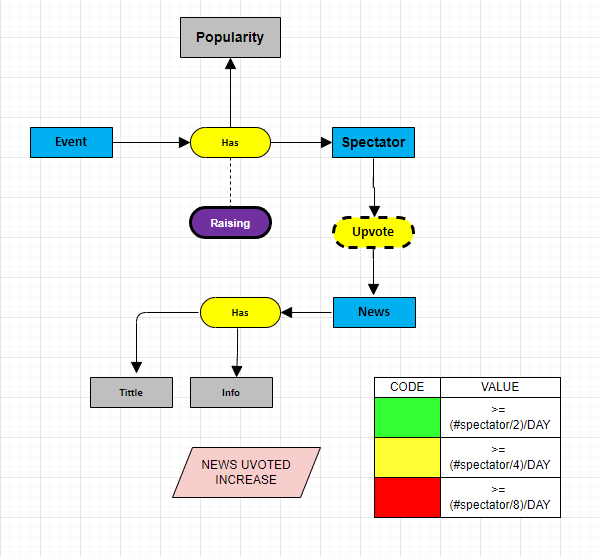 Popularity
Event
Has
Spectator
Raising
Upvote
Has
News
Tittle
Info
CODE VALUE
>=
(#spectator/2)/DAY
>=
(#spectator/4)/DAY
>=
(#spectator/8)/DAY
NEWS UVOTED
INCREASE